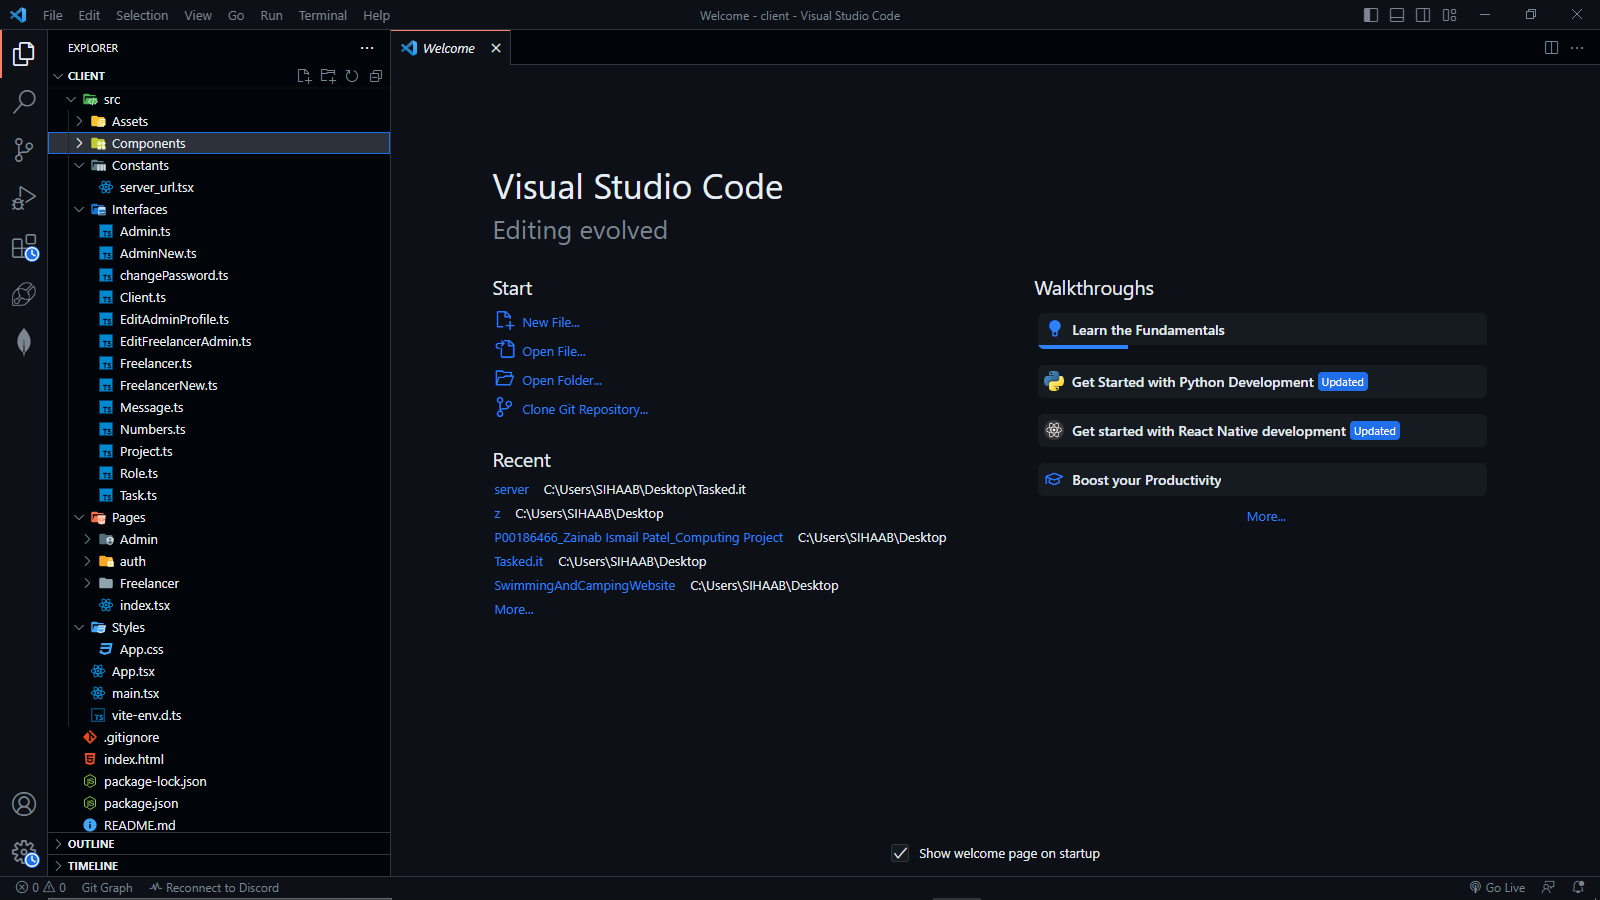 File Edit Selection View Go Run Terminal Help
Welcome - client - Visual Studio Code
EXPLORER
CLIENT
src
Assets
Components
Constants
server_url.tsx
Interfaces
Admin.ts
AdminNew.ts
changePassword.ts
Client.ts
EditAdminProfile.ts
EditFreelancerAdmin.ts
Freelancer.ts
FreelancerNew.ts
Message.ts
Numbers.ts
Project.ts
Role.ts
Task.ts
Pages
Admin
auth
Freelancer
index.tsx
Styles
App.css
App.tsx
main.tsx
vite-env.d.ts
.gitignore
index.html
package-lock.json
package.json
README.md
OUTLINE
TIMELINE
Welcome
Visual Studio Code
Editing evolved
Start
New File...
Open File...
Open Folder...
Clone Git Repository...
Recent
server C:\Users\SIHAAB\Desktop\Tasked.it
z C:\Users\SIHAAB\Desktop
P00186466_Zainab Ismail Patel_Computing Project C:\Users\SIHAAB\Desktop
Tasked.it C:\Users\SIHAAB\Desktop
SwimmingAndCampingWebsite C:\Users\SIHAAB\Desktop
More...
Walkthroughs
Learn the Fundamentals
Get Started with Python Development Updated
Get started with React Native development Updated
Boost your Productivity
More...
Show welcome page on startup
0 0 Git Graph Reconnect to Discord
Go Live